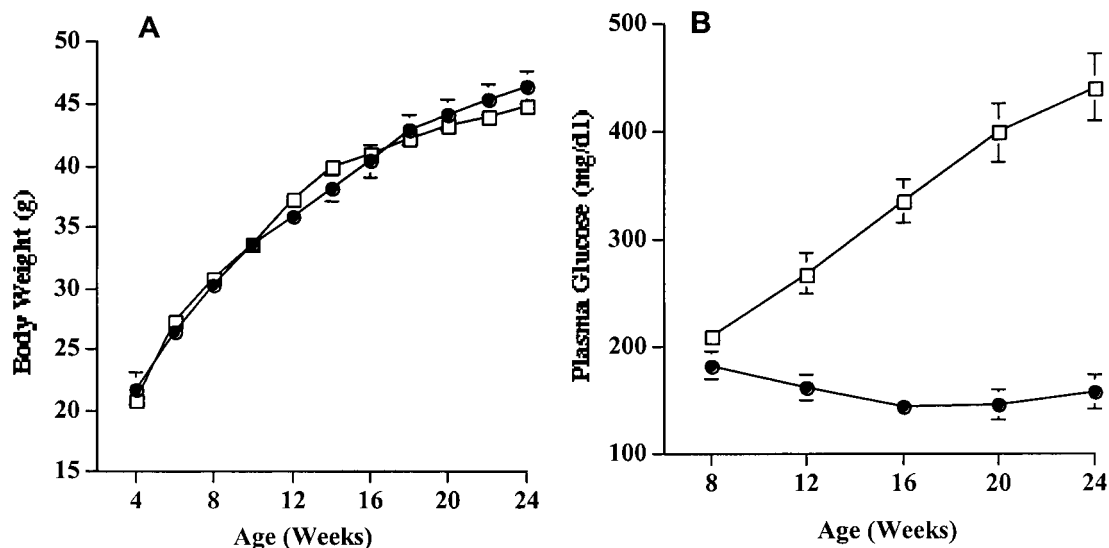 A
50
45
40
35
30
25
20
15
Body Weight (g)
4 8 12 16 20 24
Age (Weeks)
B
500
400
300
200
100
Plasma Glucose (mg/dl)
8 12 16 20 24
Age (Weeks)